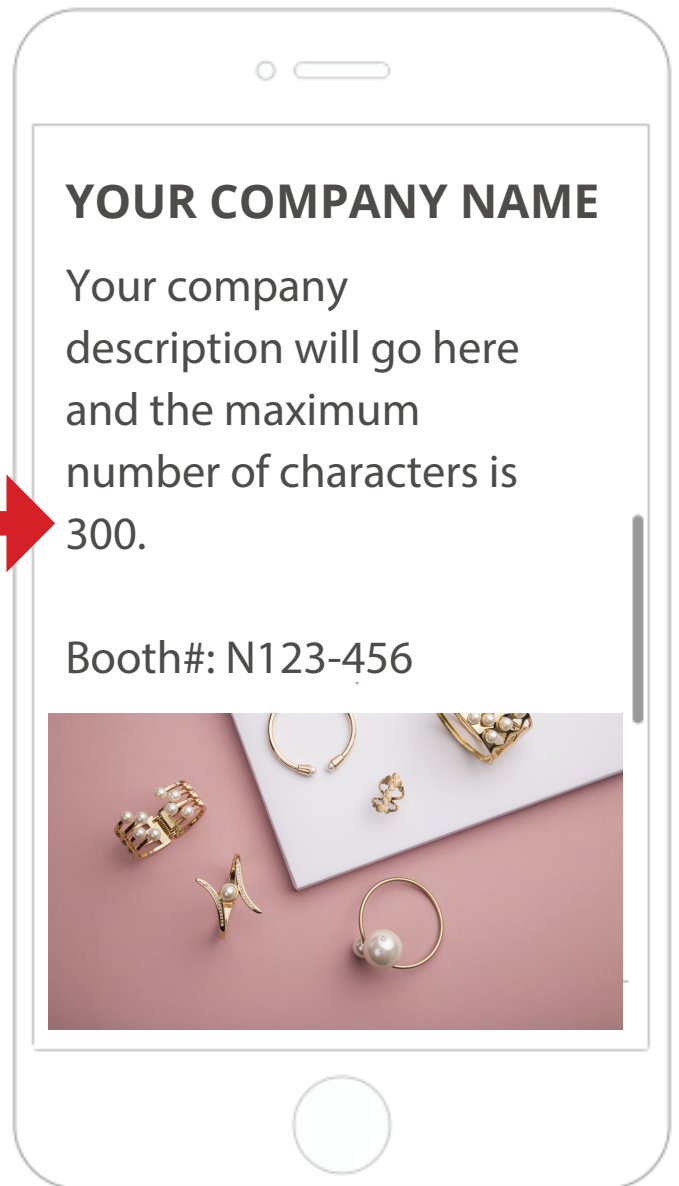 YOUR COMPANY NAME
Your company
description will go here
and the maximum
number of characters is
300.
Booth#: N123-456